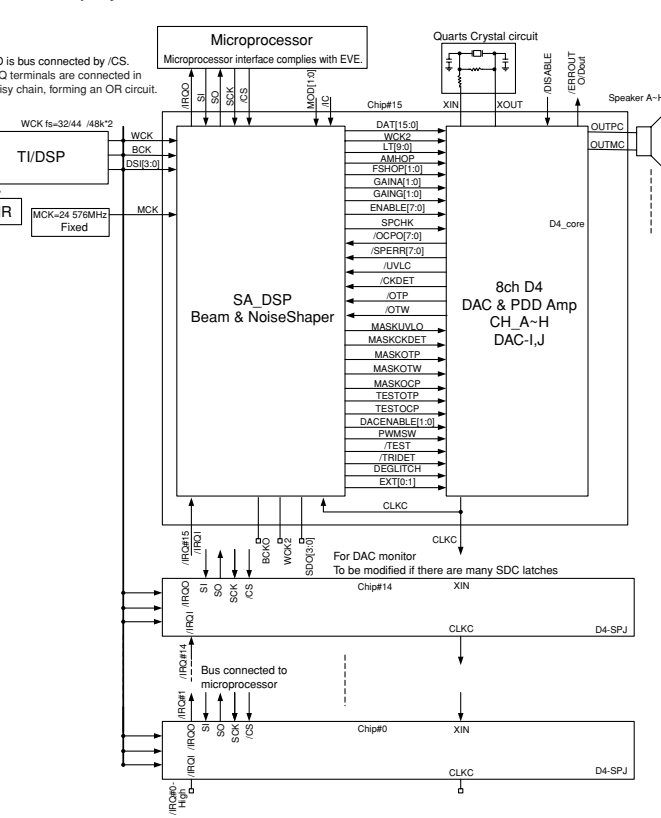 Microprocessor
Microprocessor interface complies with EVE.
Quarts Crystal circuit
is bus connected by /CS.
terminals are connected in
chain, forming an OR circuit.
/IRQO
SI
SO
SCK
/CS
MOD[1:0]
/IC
Chip#15
XIN
XOUT
/DISABLE
/ERROUT
O/Dout
Speaker A~H
WCK fs=32/44 /48k*2
TI/DSP
WCK
BCK
DSI[3:0]
MCK=24 576MHz
Fixed
MCK
SA_DSP
Beam & NoiseShaper
DAT[15:0]
WCK2
LT[9:0]
AMHOP
FSHOP[1:0]
GAINA[1:0]
GAING[1:0]
ENABLE[7:0]
SPCHK
/OCPO[7:0]
/SPERR[7:0]
/UVLC
/CKDET
/OTP
/OTW
MASKUVLO
MASKCKDET
MASKOTP
MASKOTW
MASKOCP
TESTOTP
TESTOCP
DACENABLE[1:0]
PWMSW
/TEST
/TRIDET
DEGLITCH
EXT[0:1]
CLKC
OUTPC
OUTMC
D4_core
8ch D4
DAC & PDD Amp
CH_A~H
DAC-I,J
/IRQ#15
/IRQI
BCKO
WCK2
SDO[3:0]
CLKC
For DAC monitor
To be modified if there are many SDC latches
SI
SO
SCK
/CS
/IRQO
/IRQI
Chip#14
XIN
CLKC
D4-SPJ
/IRQ#14
Bus connected to
microprocessor
/IRQ#1
SI
SO
SCK
/CS
/IRQO
/IRQI
Chip#0
XIN
CLKC
D4-SPJ
/IRQ#0-
High